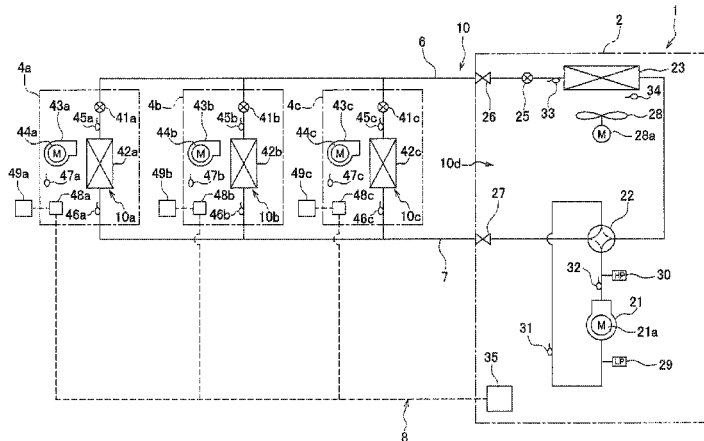 1
2
10
6
4a
43a
45a
41a
44a
M
42a
47a
49a
48a
46a
10a
4b
43b
45b
41b
44b
M
42b
47b
49b
48b
46b
10b
4c
43c
45c
41c
44c
M
42c
47c
49c
48c
46c
10c
26
25
33
23
34
28
M
28a
10d
27
22
7
32
HP
30
21
M
21a
31
LP
29
35
8